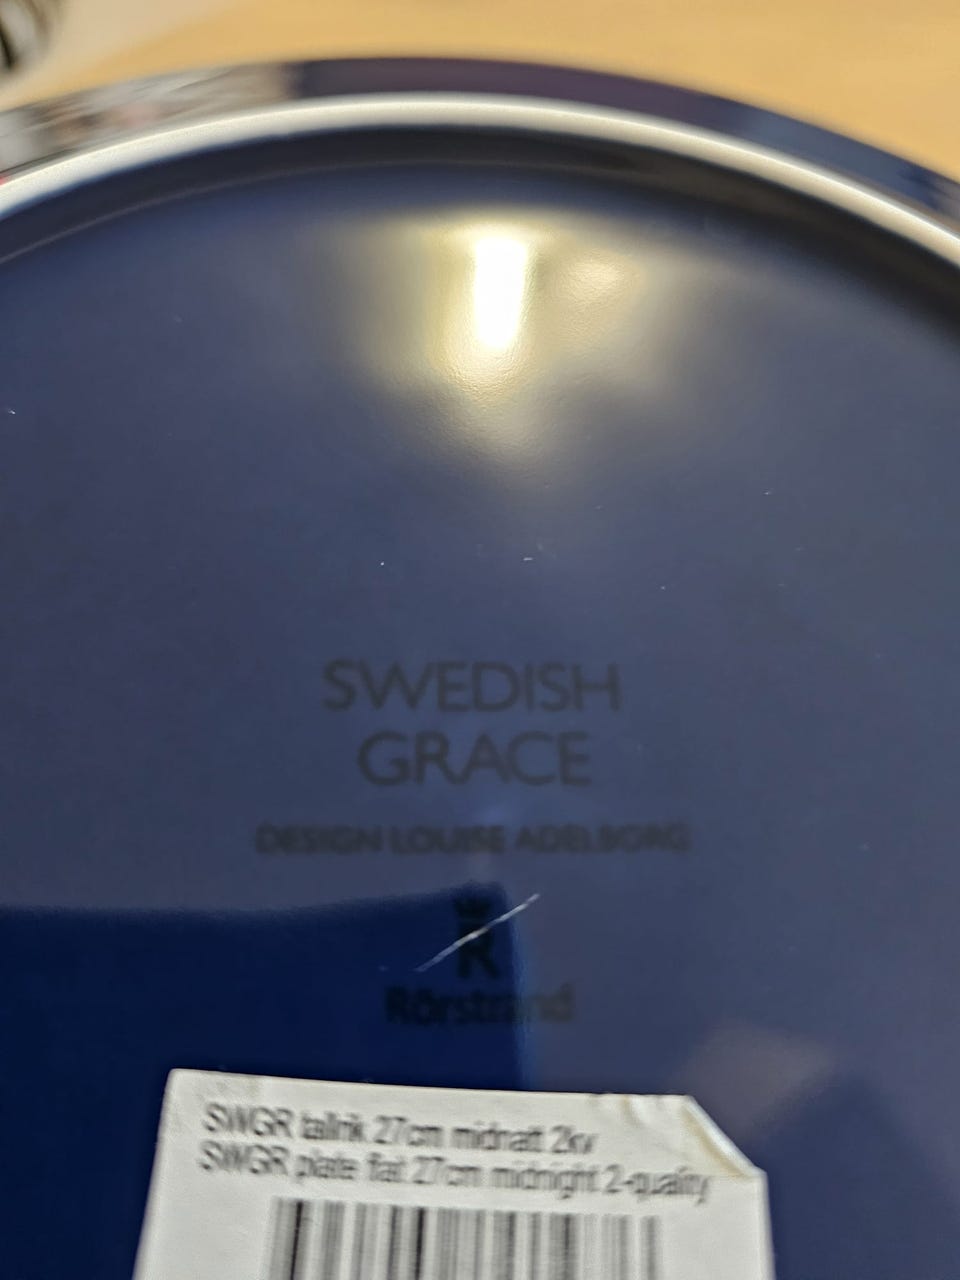 SWEDISH
GRACE
DESIGN LOUISE ADELBORG
R
Rörstrand
SWGR tallrik 27cm midnatt 2kv
SWGR plate flat 27cm midnight 2-quality